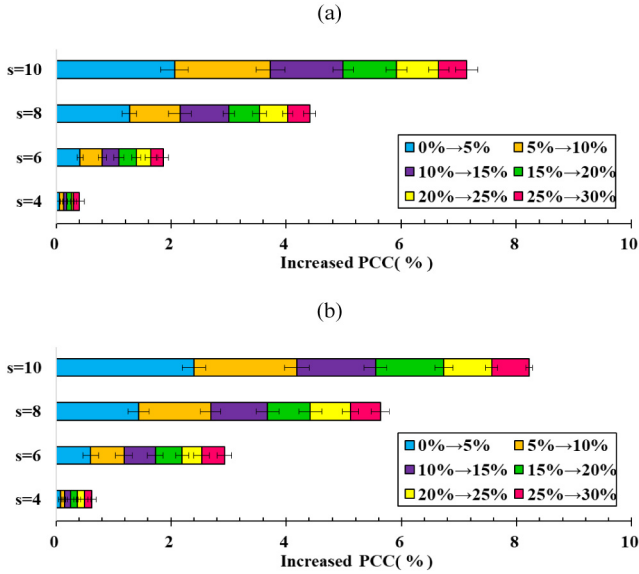 (a)
s=10
s=8
s=6
s=4
0%→5% 5%→10%
10%→15% 15%→20%
20%→25% 25%→30%
0 2 4 6 8 10
Increased PCC( % )
(b)
s=10
s=8
s=6
s=4
0%→5% 5%→10%
10%→15% 15%→20%
20%→25% 25%→30%
0 2 4 6 8 10
Increased PCC( % )